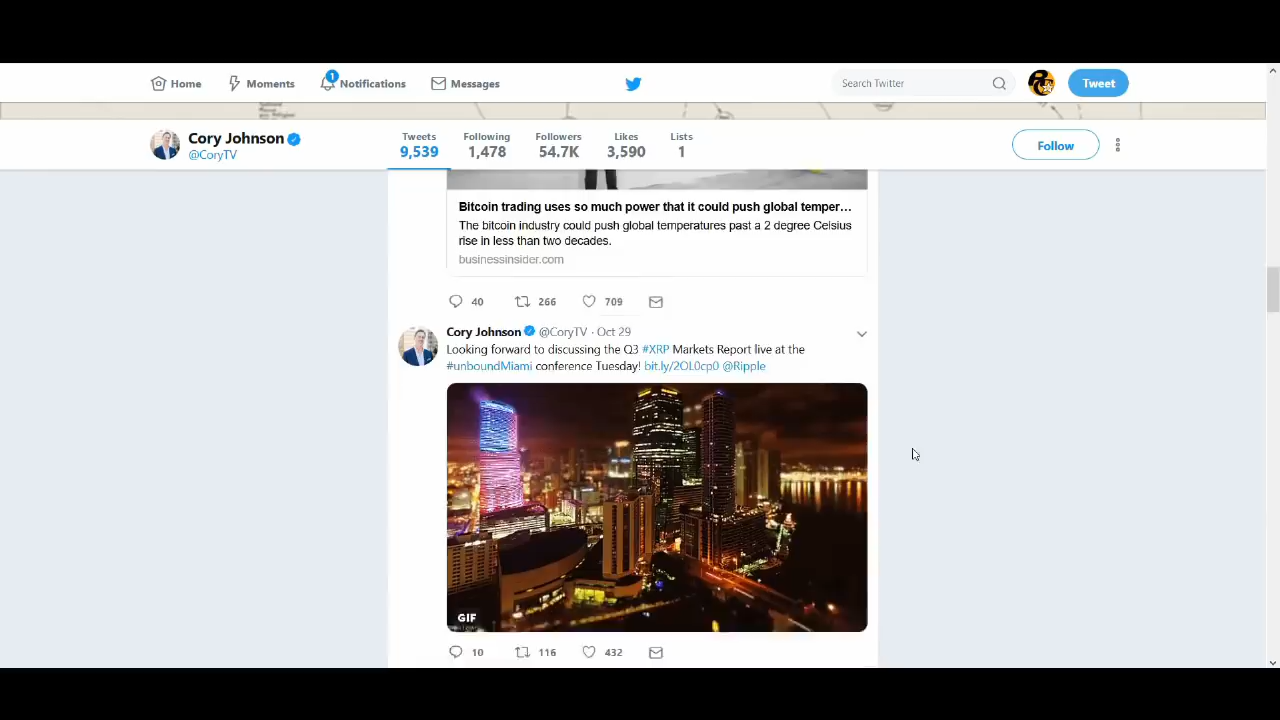 Home Moments 1 Notifications Messages Search Twitter Tweet
Cory Johnson
@CoryTV
Tweets Following Followers Likes Lists
9,539 1,478 54.7K 3,590 1
Follow
Bitcoin trading uses so much power that it could push global temper...
The bitcoin industry could push global temperatures past a 2 degree Celsius
rise in less than two decades.
businessinsider.com
40 266 709
Cory Johnson @CoryTV · Oct 29
Looking forward to discussing the Q3 #XRP Markets Report live at the
#unboundMiami conference Tuesday! bit.ly/2OL0cp0 @Ripple
GIF
10 116 432